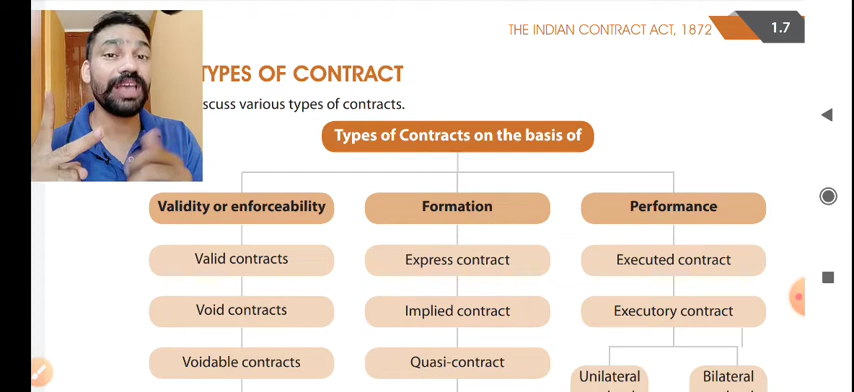 THE INDIAN CONTRACT ACT, 1872
1.7
TYPES OF CONTRACT
scuss various types of contracts.
Types of Contracts on the basis of
Validity or enforceability
Formation
Performance
Valid contracts
Express contract
Executed contract
Void contracts
Implied contract
Executory contract
Voidable contracts
Quasi-contract
Unilateral
Bilateral